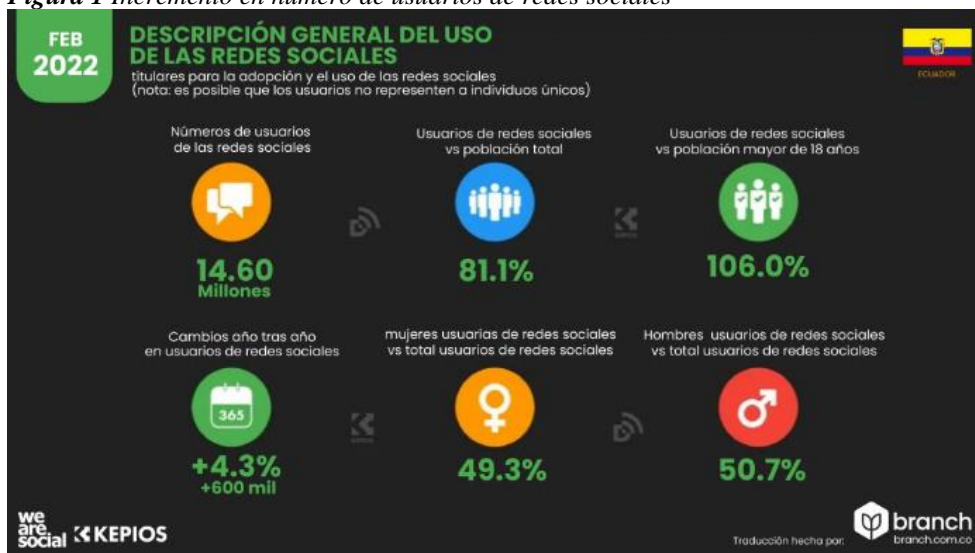 Figura 1 Incremento en número de usuarios de redes sociales
FEB
2022
DESCRIPCIÓN GENERAL DEL USO
DE LAS REDES SOCIALES
titulares para la adopción y el uso de las redes sociales
(nota: es posible que los usuarios no representen a individuos únicos)
ECUADOR
Números de usuarios
de las redes sociales
14.60
Millones
Usuarios de redes sociales
vs población total
81.1%
Usuarios de redes sociales
vs población mayor de 18 años
106.0%
Cambios año tras año
en usuarios de redes sociales
365
+4.3%
+600 mil
mujeres usuarias de redes sociales
vs total usuarios de redes sociales
49.3%
Hombres usuarios de redes sociales
vs total usuarios de redes sociales
50.7%
KEPIOS
KEPIOS
we
are
social
KEPIOS
Traducción hecha por:
branch
branch.com.co